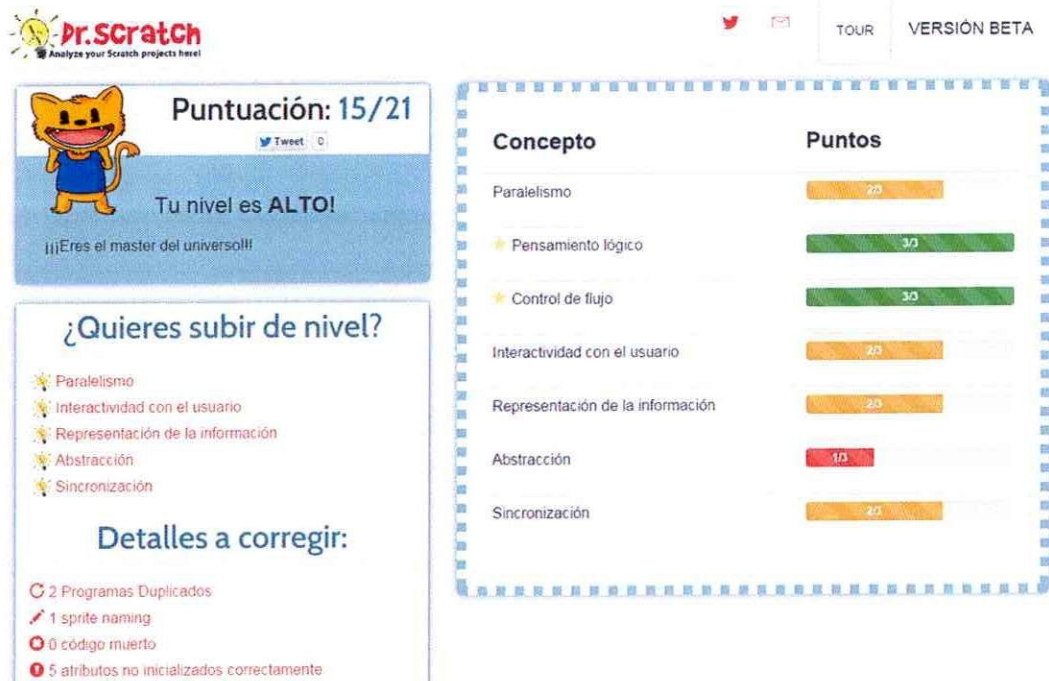 Dr.Scratch
Analyze your Scratch projects here!
TOUR
VERSIÓN BETA
Puntuación: 15/21
Tweet 0
Tu nivel es ALTO!
¡¡¡Eres el master del universo!!!
¿Quieres subir de nivel?
Paralelismo
Interactividad con el usuario
Representación de la información
Abstracción
Sincronización
Detalles a corregir:
2 Programas Duplicados
1 sprite naming
0 código muerto
5 atributos no inicializados correctamente
Concepto Puntos
Paralelismo 2/3
Pensamiento lógico 3/3
Control de flujo 3/3
Interactividad con el usuario 2/3
Representación de la información 2/3
Abstracción 1/3
Sincronización 2/3